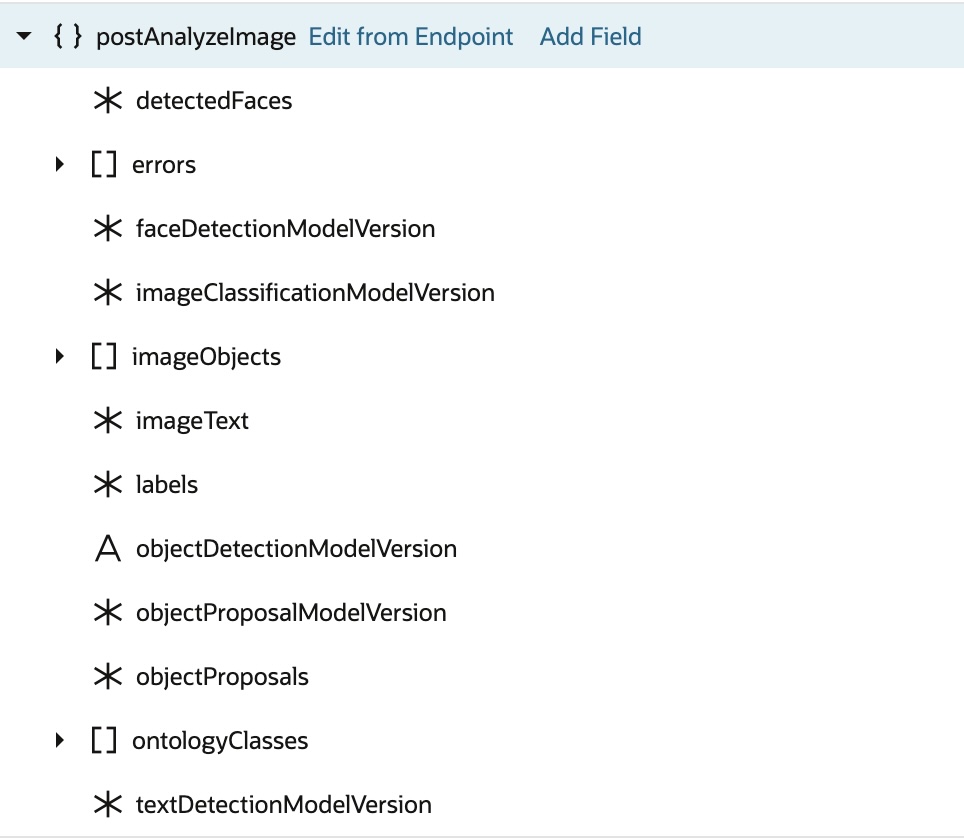 { } postAnalyzeImage Edit from Endpoint Add Field
detectedFaces
[] errors
faceDetectionModelVersion
imageClassificationModelVersion
[] imageObjects
imageText
labels
A objectDetectionModelVersion
objectProposalModelVersion
objectProposals
[] ontologyClasses
textDetectionModelVersion